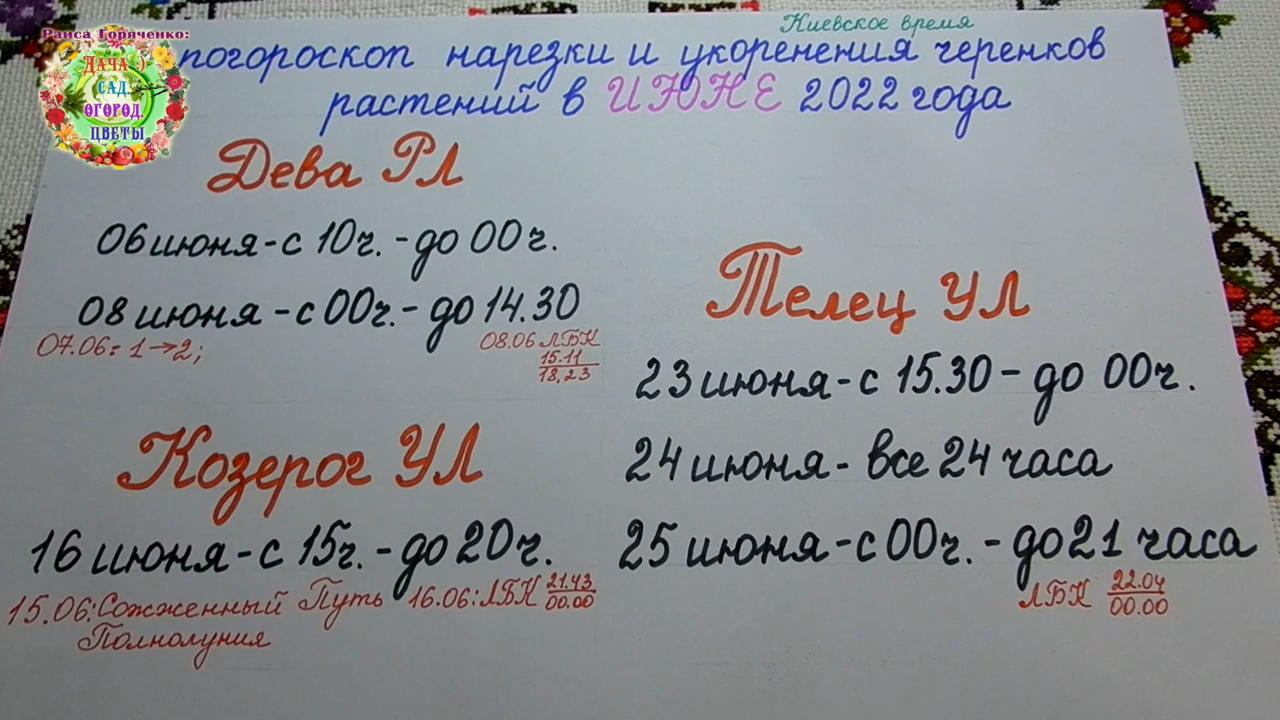 Раиса Горяченко:
Дача :)
САД,
ОГОРОД,
ЦВЕТЫ
Киевское время
погороскоп нарезки и укоренения черенков
растений в ИЮНЕ 2022 года
Дева РЛ
06 июня - с 10ч. - до 00 ч.
08 июня - с 00ч. - до 14.30
07.06: 1 → 2;
08.06 ЛБК
15.11
18.23
Козерог УЛ
16 июня - с 15ч. - до 20 ч.
15.06: Сожженный Путь
Полнолуния
16.06: ЛБК 21.43
00.00
Телец УЛ
23 июня - с 15.30 - до 00ч.
24 июня - все 24 часа
25 июня - с 00ч. - до 21 часа
ЛБК 22.04
00.00